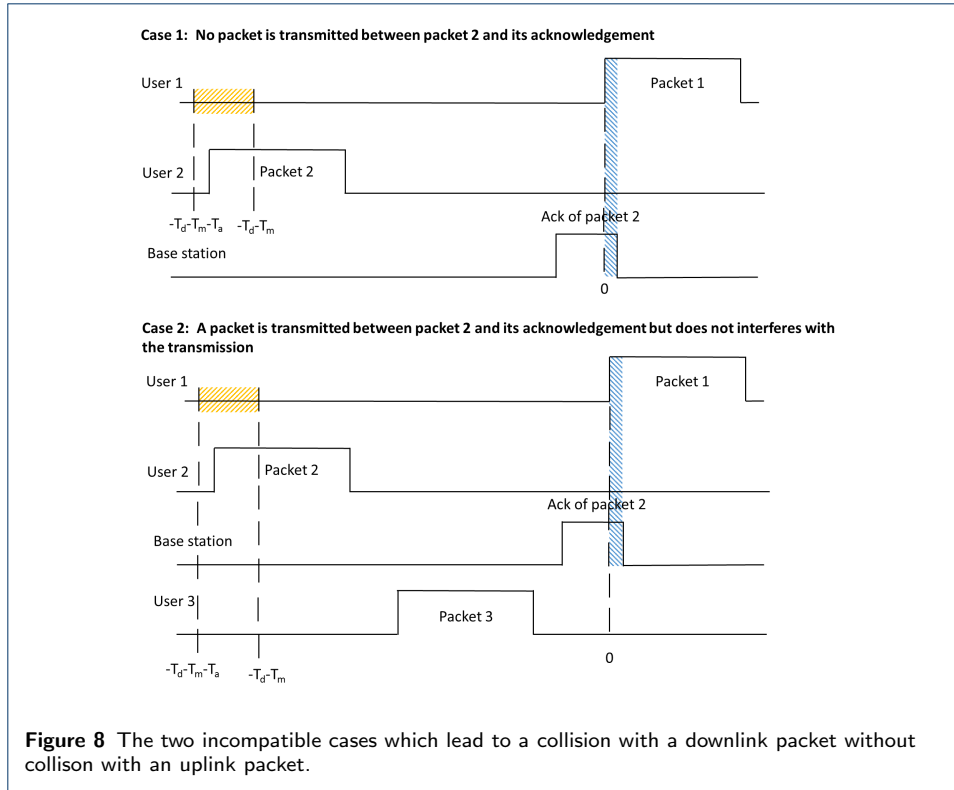 Case 1: No packet is transmitted between packet 2 and its acknowledgement
User 1
Packet 1
User 2
Packet 2
-Td-Tm-Ta
-Td-Tm
Ack of packet 2
Base station
0
Case 2: A packet is transmitted between packet 2 and its acknowledgement but does not interferes with
the transmission
User 1
Packet 1
User 2
Packet 2
Ack of packet 2
Base station
User 3
Packet 3
-Td-Tm-Ta
-Td-Tm
0
Figure 8 The two incompatible cases which lead to a collision with a downlink packet without
collison with an uplink packet.